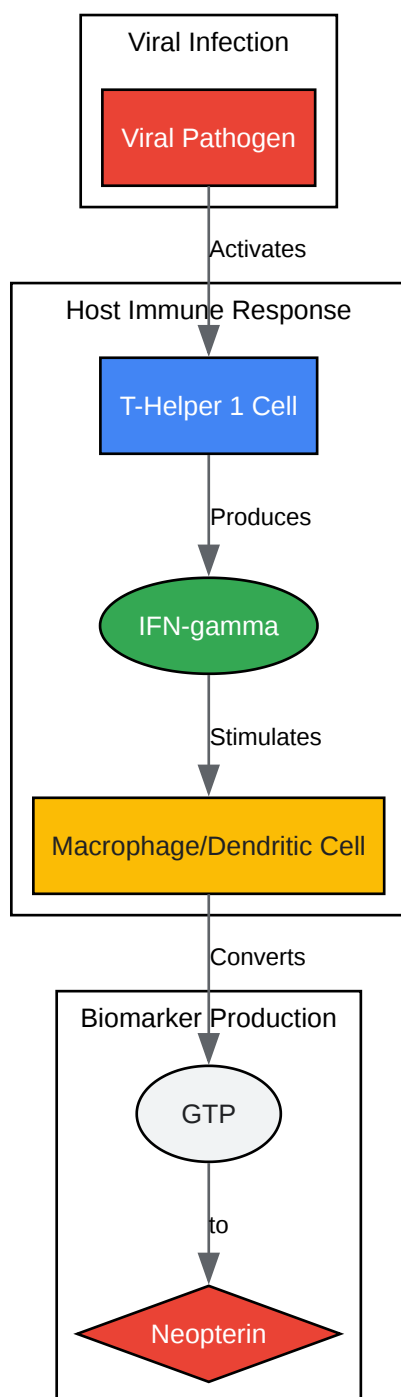 Viral Infection
Viral Pathogen
Activates
Host Immune Response
T-Helper 1 Cell
Produces
IFN-gamma
Stimulates
Macrophage/Dendritic Cell
Converts
Biomarker Production
GTP
to
Neopterin